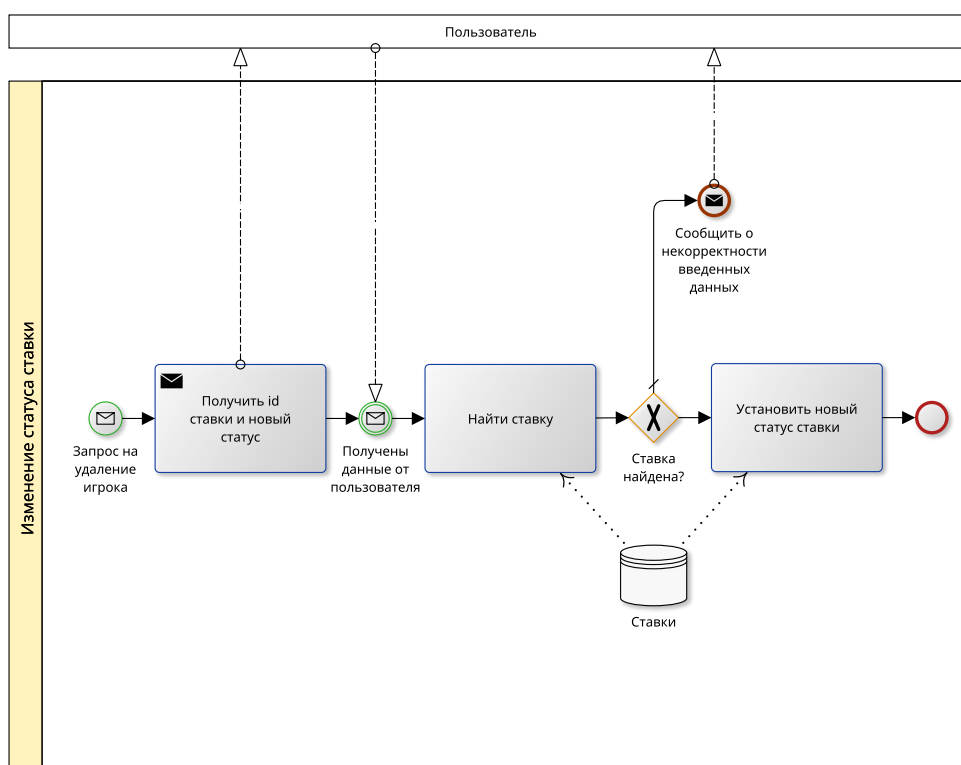 Пользователь
Изменение статуса ставки
Сообщить о
некорректности
введенных
данных
Получить id
ставки и новый
статус
Найти ставку
Установить новый
статус ставки
Запрос на
удаление
игрока
Получены
данные от
пользователя
Ставка
найдена?
Ставки